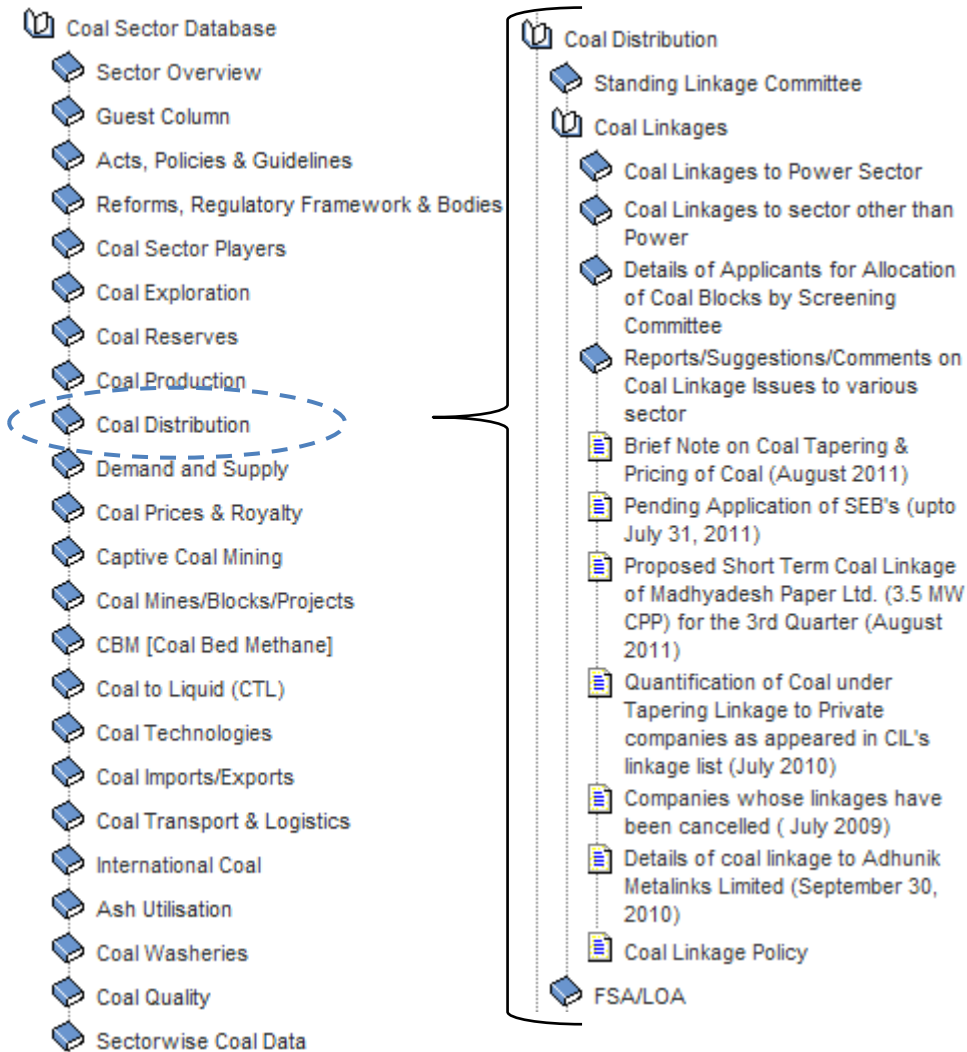 Coal Sector Database
Sector Overview
Guest Column
Acts, Policies & Guidelines
Reforms, Regulatory Framework & Bodies
Coal Sector Players
Coal Exploration
Coal Reserves
Coal Production
Coal Distribution
Demand and Supply
Coal Prices & Royalty
Captive Coal Mining
Coal Mines/Blocks/Projects
CBM [Coal Bed Methane]
Coal to Liquid (CTL)
Coal Technologies
Coal Imports/Exports
Coal Transport & Logistics
International Coal
Ash Utilisation
Coal Washeries
Coal Quality
Sectorwise Coal Data
Coal Distribution
Standing Linkage Committee
Coal Linkages
Coal Linkages to Power Sector
Coal Linkages to sector other than
Power
Details of Applicants for Allocation
of Coal Blocks by Screening
Committee
Reports/Suggestions/Comments on
Coal Linkage Issues to various
sector
Brief Note on Coal Tapering &
Pricing of Coal (August 2011)
Pending Application of SEB's (upto
July 31, 2011)
Proposed Short Term Coal Linkage
of Madhyadesh Paper Ltd. (3.5 MW
CPP) for the 3rd Quarter (August
2011)
Quantification of Coal under
Tapering Linkage to Private
companies as appeared in CIL's
linkage list (July 2010)
Companies whose linkages have
been cancelled ( July 2009)
Details of coal linkage to Adhunik
Metalinks Limited (September 30,
2010)
Coal Linkage Policy
FSA/LOA